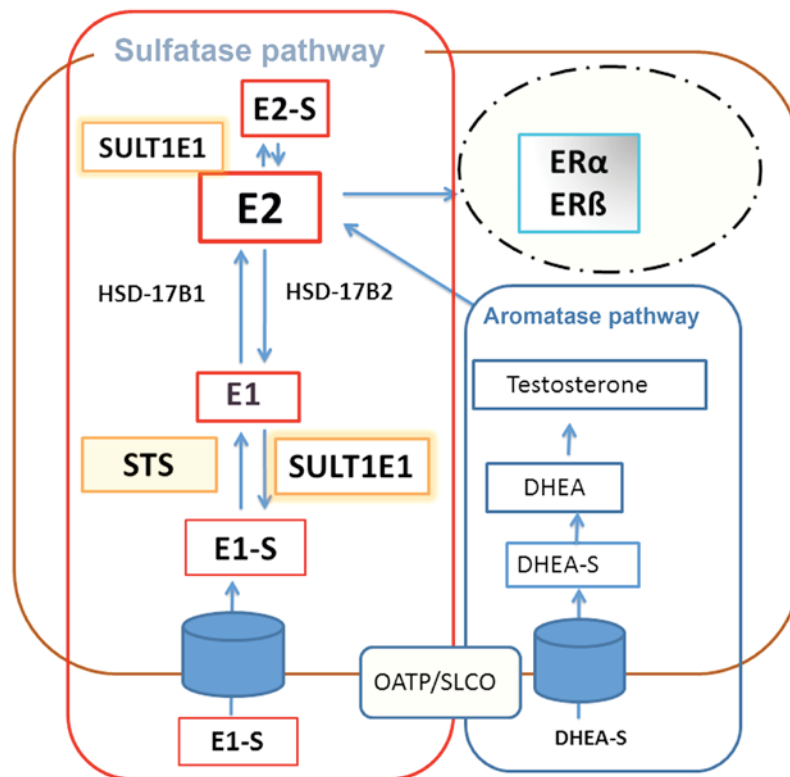 Sulfatase pathway
E2-S
SULT1E1
E2
ERα
ERß
HSD-17B1
HSD-17B2
Aromatase pathway
Testosterone
E1
STS
SULT1E1
DHEA
E1-S
DHEA-S
OATP/SLCO
E1-S
DHEA-S